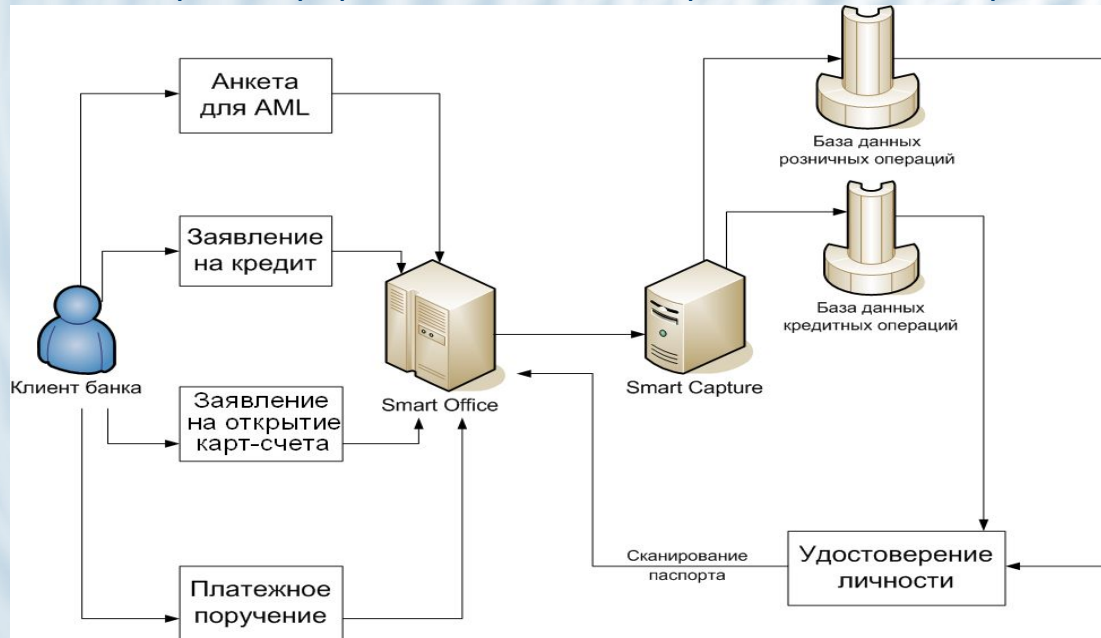 Анкета
для AML
Заявление
на кредит
Клиент банка
Заявление
на открытие
карт-счета
Платежное
поручение
Smart Office
Smart Capture
База данных
розничных операций
База данных
кредитных операций
Сканирование
паспорта
Удостоверение
личности